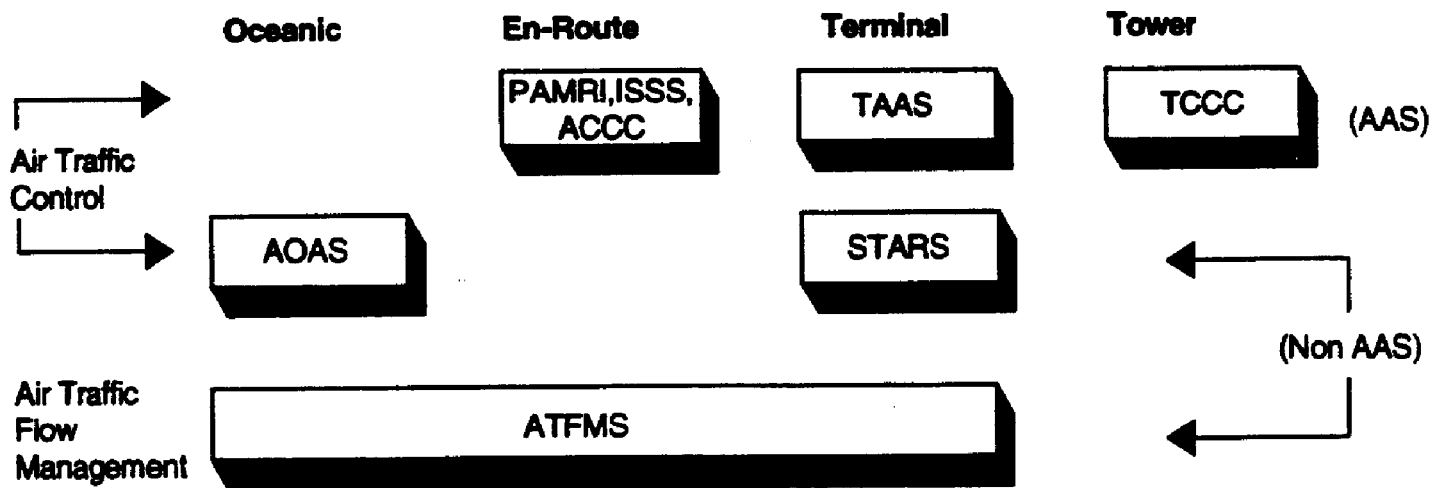 Oceanic En-Route Terminal Tower
PAMRI,ISSS,
ACCC
TAAS
TCCC
(AAS)
Air Traffic
Control
AOAS
STARS
(Non AAS)
Air Traffic
Flow
Management
ATFMS